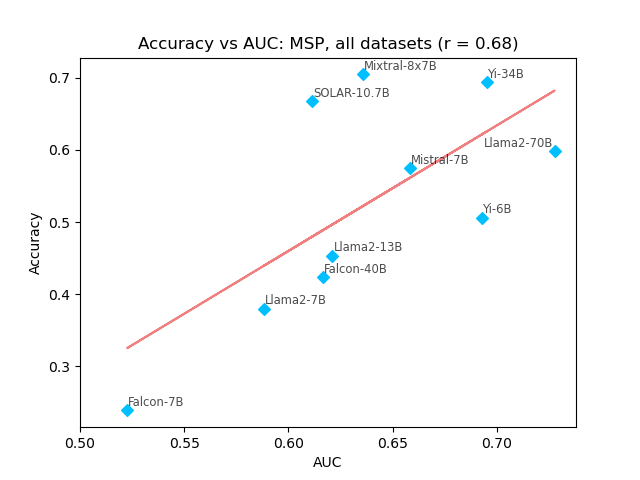 Accuracy vs AUC: MSP, all datasets (r = 0.68)
Mixtral-8x7B
Yi-34B
SOLAR-10.7B
Llama2-70B
Mistral-7B
Yi-6B
Llama2-13B
Falcon-40B
Llama2-7B
Falcon-7B
0.7
0.6
0.5
0.4
0.3
Accuracy
0.50
0.55
0.60
0.65
0.70
AUC